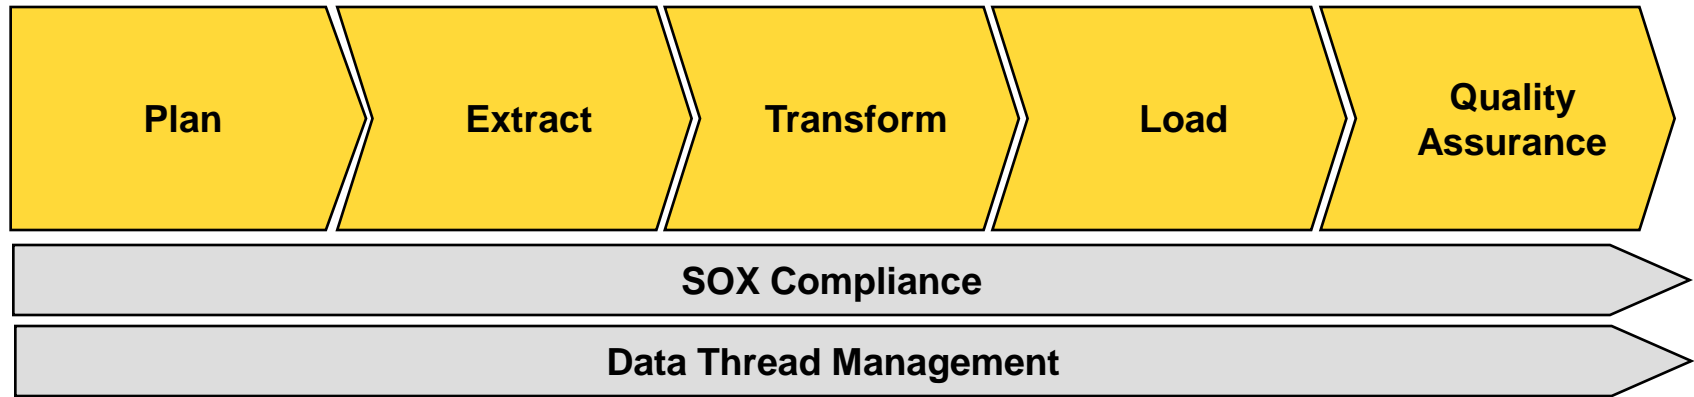 Plan
Extract
Transform
Load
Quality
Assurance
SOX Compliance
Data Thread Management